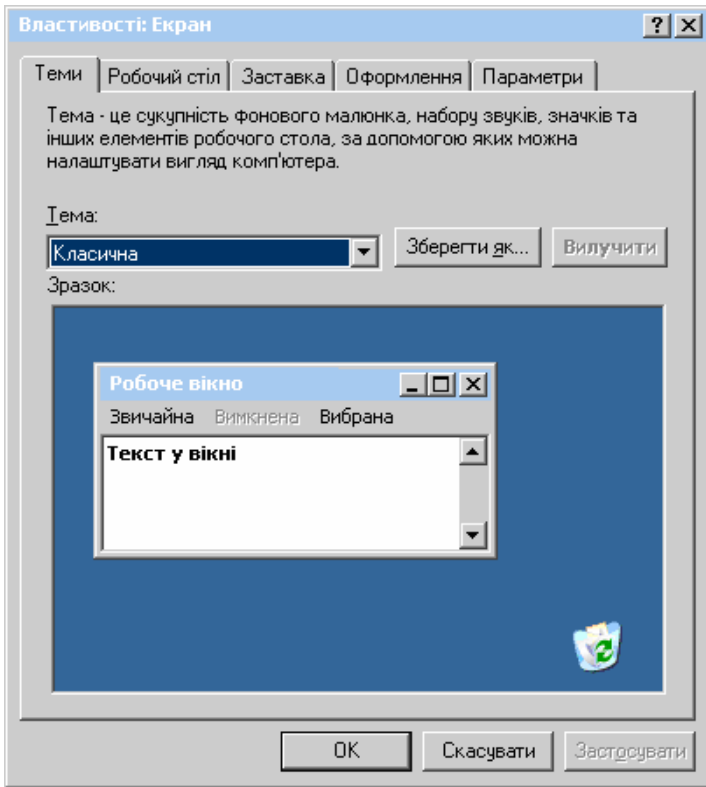 Властивості: Екран
Теми Робочий стіл Заставка Оформлення Параметри
Тема - це сукупність фонового малюнка, набору звуків, значків та
інших елементів робочого стола, за допомогою яких можна
налаштувати вигляд комп'ютера.
Тема:
Класична Зберегти як... Вилучити
Зразок:
Робоче вікно
Звичайна Вимкнена Вибрана
Текст у вікні
OK Скасувати Застосувати